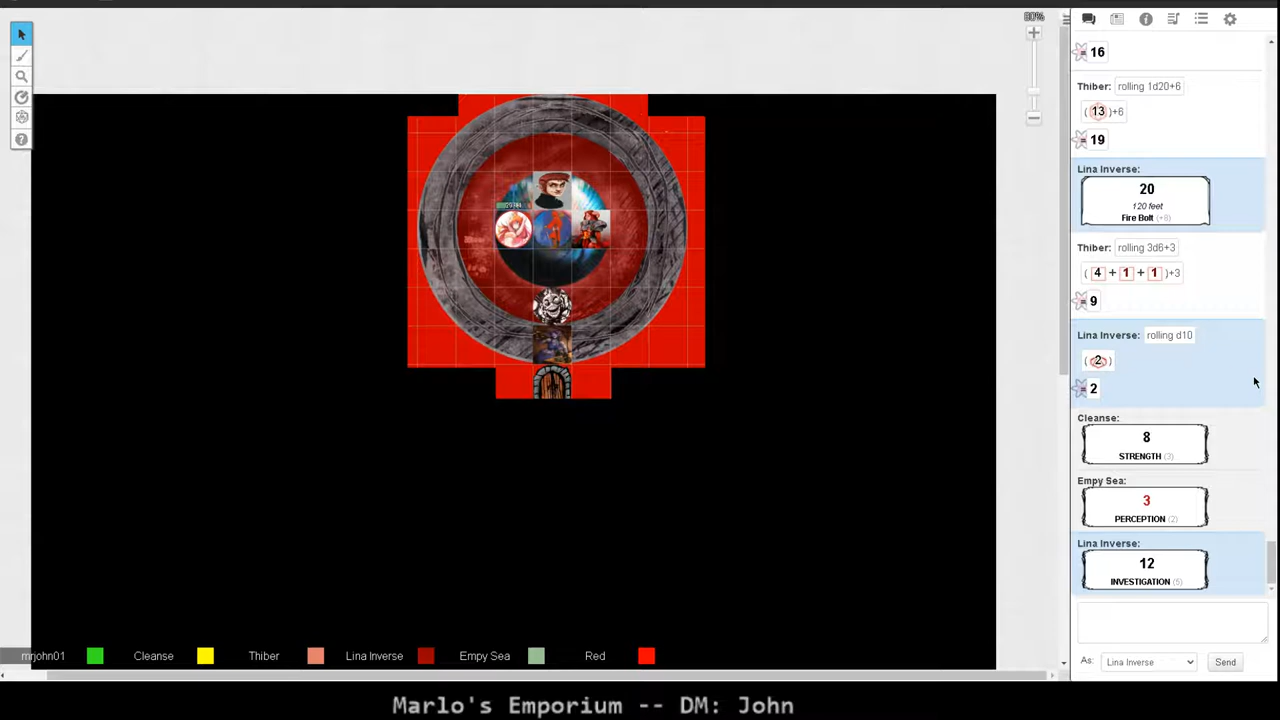 80%
16
Thiber: rolling 1d20+6
(13)+6
= 19
Lina Inverse:
20
120 feet
Fire Bolt (+8)
Thiber: rolling 3d6+3
(4+1+1)+3
= 9
Lina Inverse: rolling d10
(2)
= 2
Cleanse:
8
STRENGTH (3)
Empy Sea:
3
PERCEPTION (2)
Lina Inverse:
12
INVESTIGATION (5)
As: Lina Inverse Send
mrjohn01 Cleanse Thiber Lina Inverse Empy Sea Red
Marlo's Emporium -- DM: John